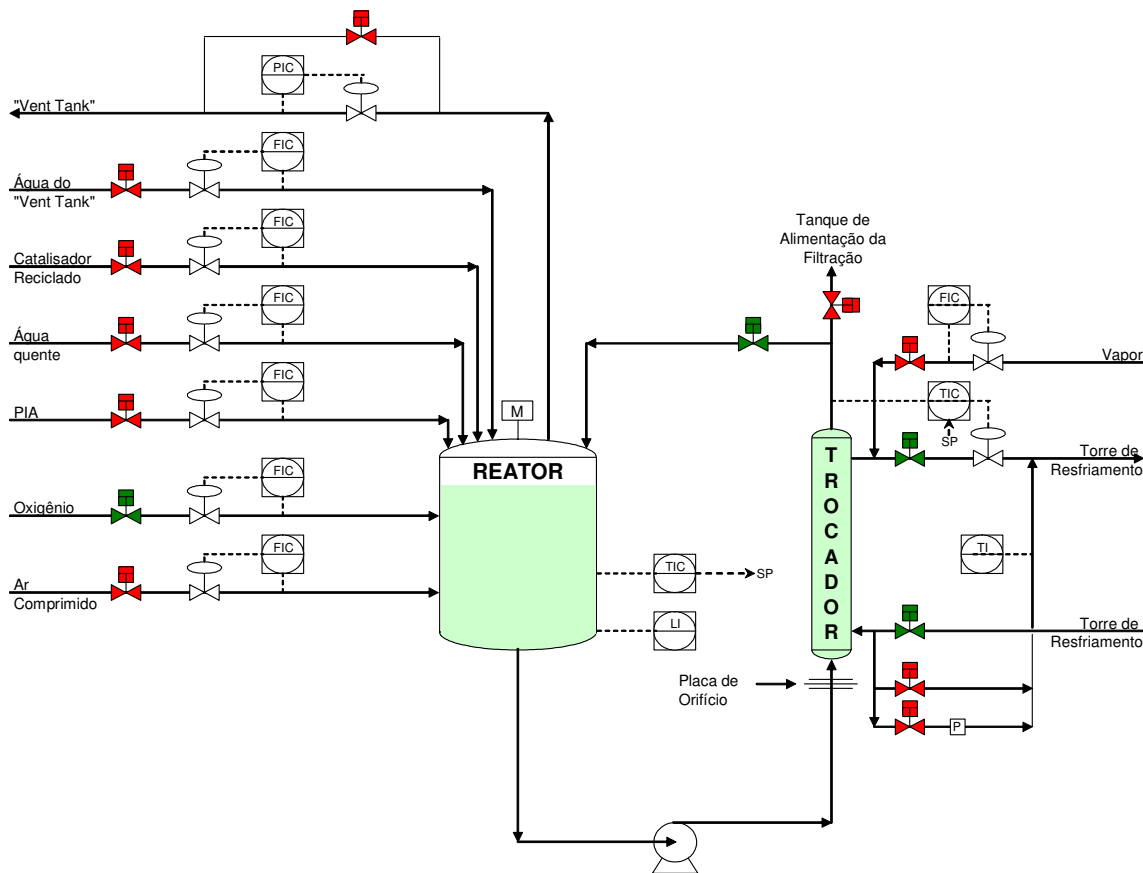 PIC
"Vent Tank"
FIC
Água do
"Vent Tank"
FIC
Catalisador
Reciclado
FIC
Água
quente
FIC
PIA
FIC
Oxigênio
FIC
Ar
Comprimido
M
REATOR
TIC
SP
LI
Tanque de
Alimentação da
Filtração
FIC
Vapor
TIC
SP
Torre de
Resfriamento
TROCADOR
TI
Torre de
Resfriamento
Placa de
Orifício
P